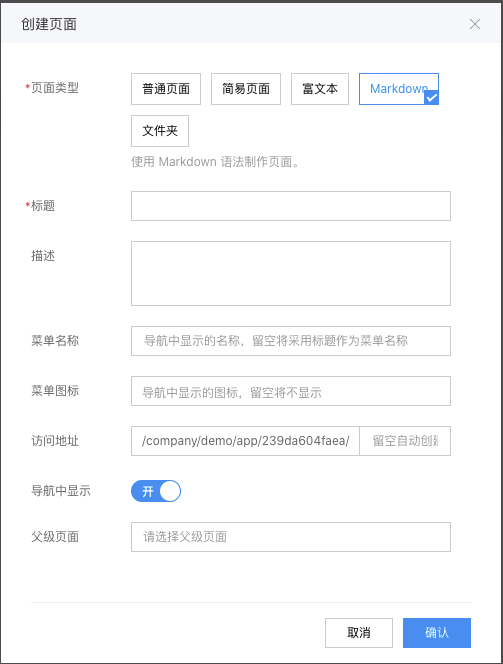 创建页面
*页面类型
普通页面 简易页面 富文本 Markdown
文件夹
使用 Markdown 语法制作页面。
*标题
描述
菜单名称 导航中显示的名称，留空将采用标题作为菜单名称
菜单图标 导航中显示的图标，留空将不显示
访问地址 /company/demo/app/239da604faea/ 留空自动创建
导航中显示 开
父级页面 请选择父级页面
取消 确认